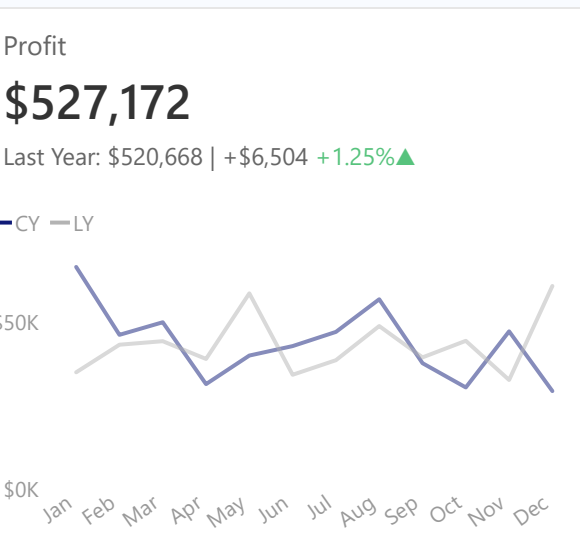 Profit
$527,172
Last Year: $520,668 | +$6,504 +1.25%▲
CY LY
$50K
$0K
Jan Feb Mar Apr May Jun Jul Aug Sep Oct Nov Dec